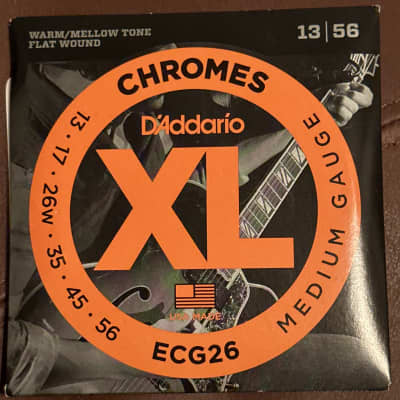 WARM/MELLOW TONE
FLAT WOUND
13|56
CHROMES
D'Addario
XL
13 · 17 · 26W · 35 · 45 · 56
MEDIUM GAUGE
USA MADE
ECG26